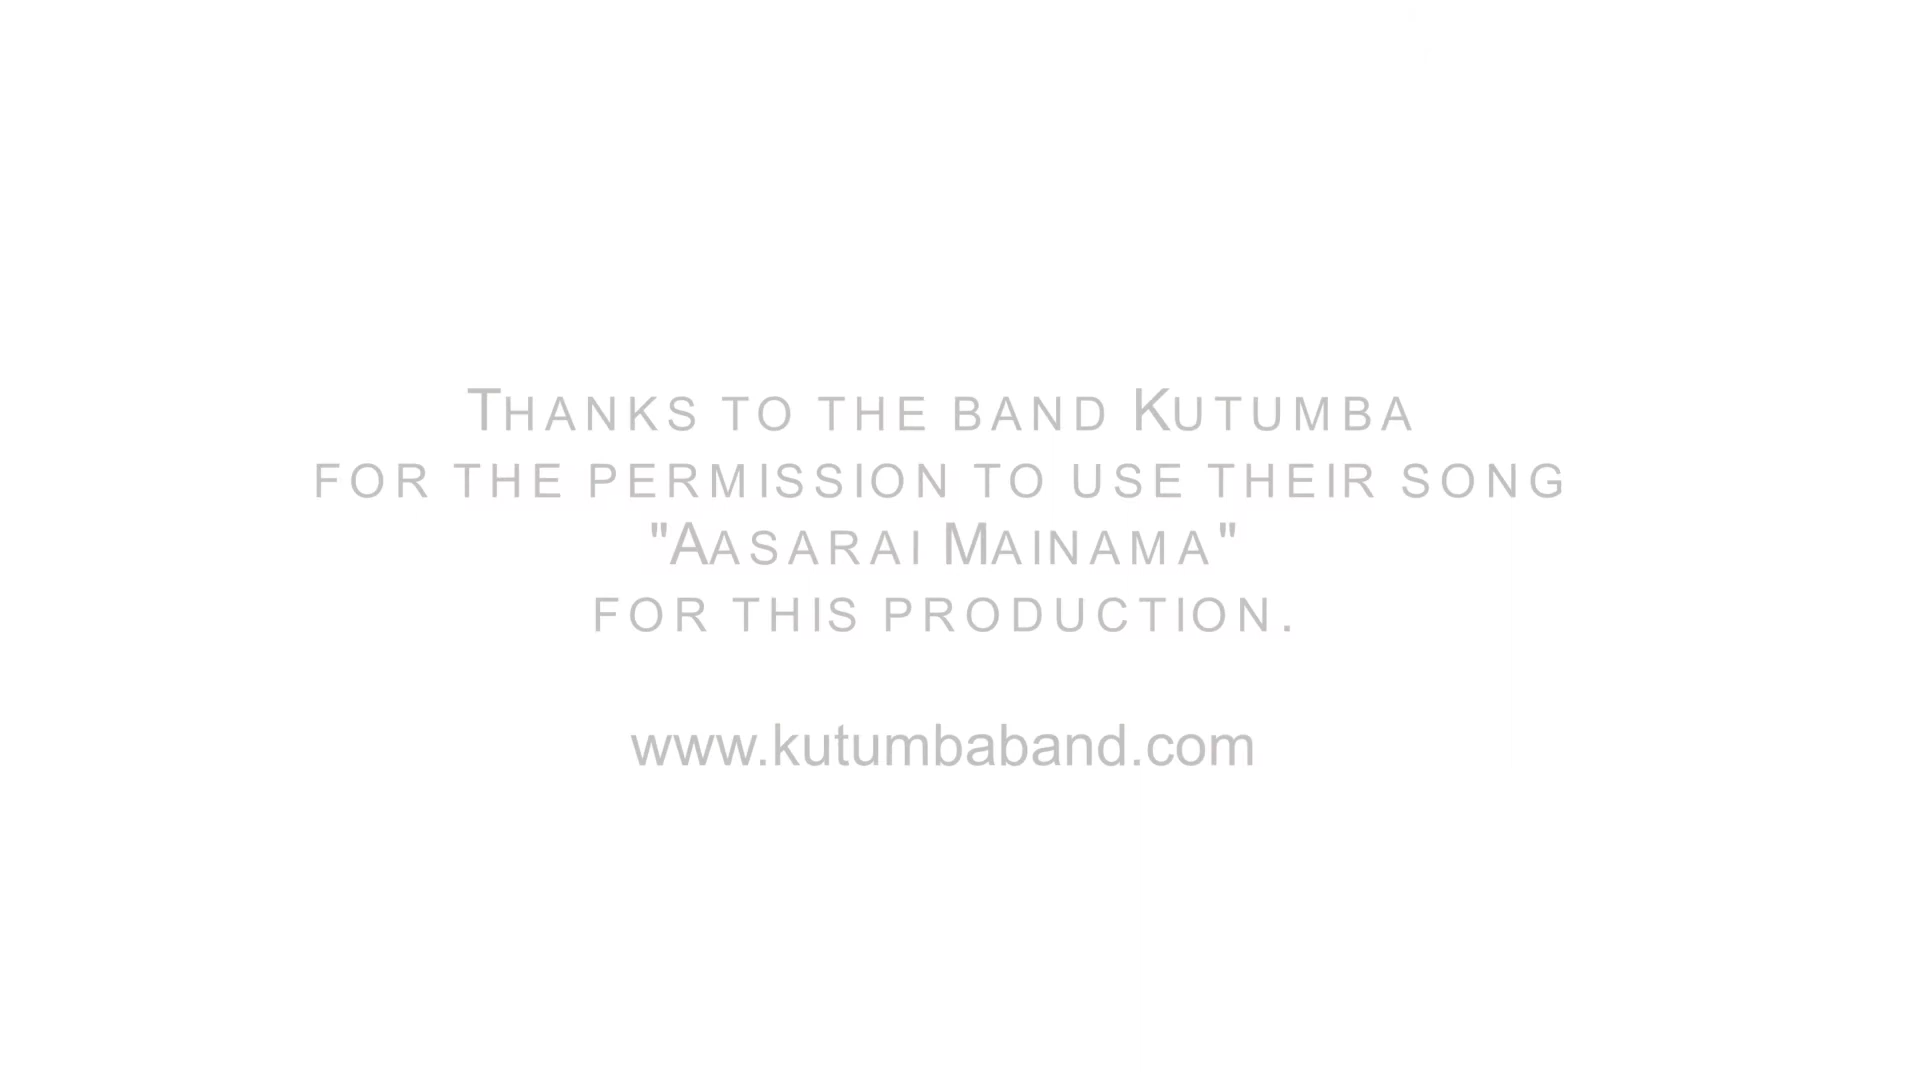 Thanks to the band Kutumba
for the permission to use their song
"Aasarai Mainama"
for this production.
www.kutumbaband.com